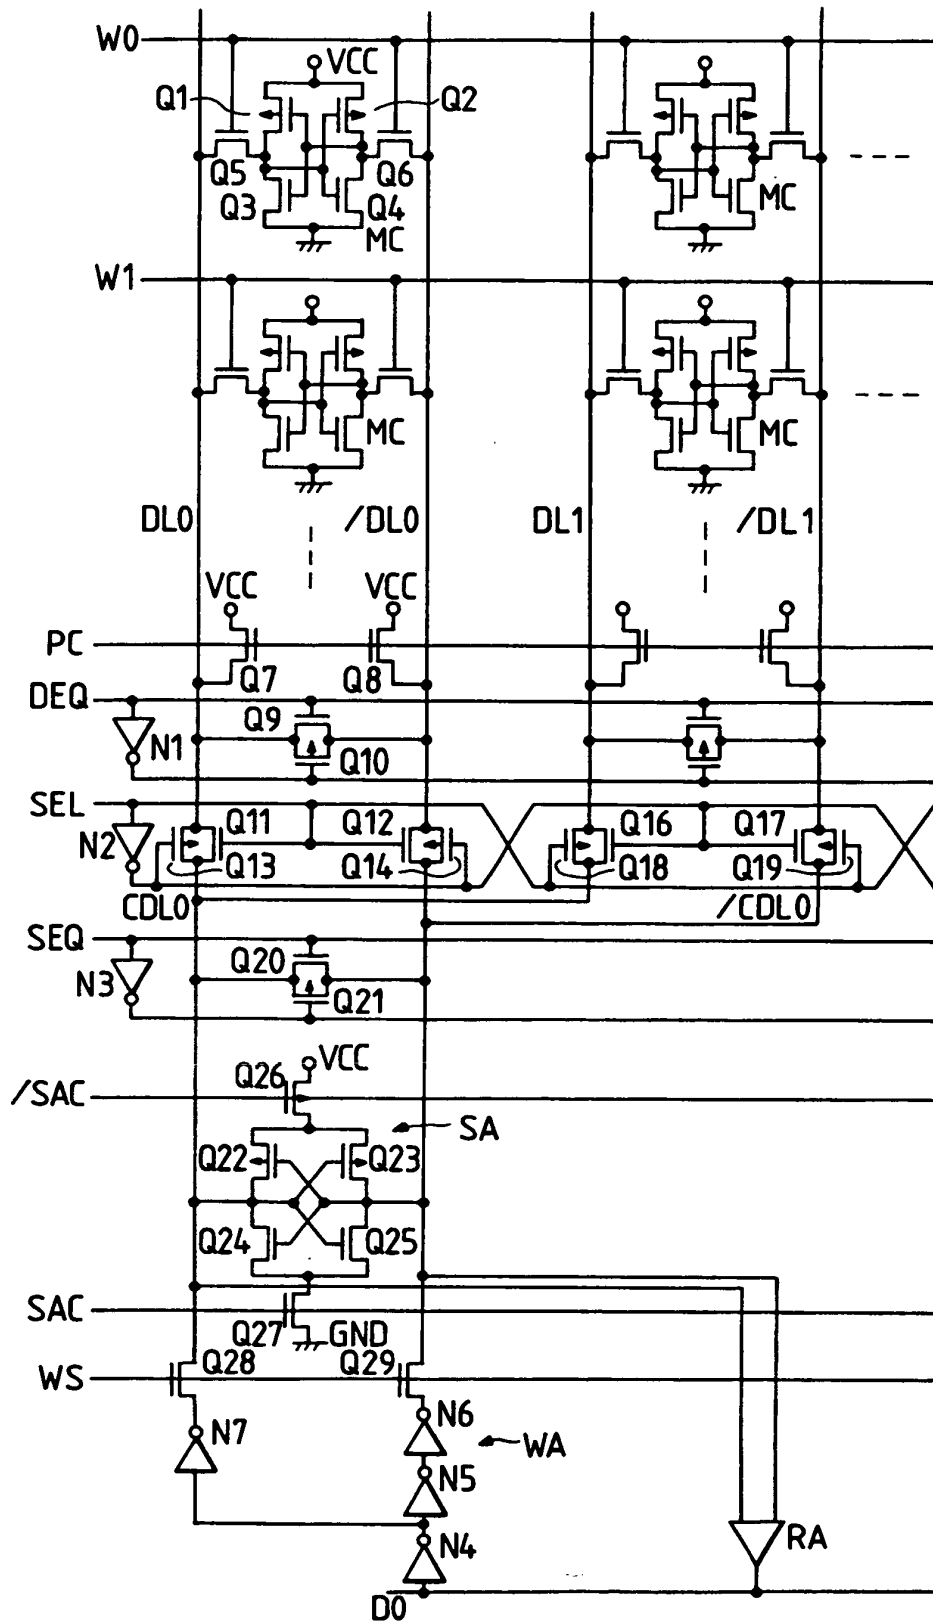 W0
VCC
Q1
Q2
Q5
Q6
Q3
Q4
MC
MC
W1
MC
MC
DL0
/DL0
DL1
/DL1
VCC
VCC
PC
Q7
Q8
DEQ
Q9
N1
Q10
SEL
Q11
Q12
Q16
Q17
N2
Q13
Q14
Q18
Q19
CDL0
/CDL0
SEQ
Q20
N3
Q21
VCC
Q26
/SAC
SA
Q22
Q23
Q24
Q25
SAC
Q27
GND
Q28
Q29
WS
N6
N7
WA
N5
N4
RA
D0